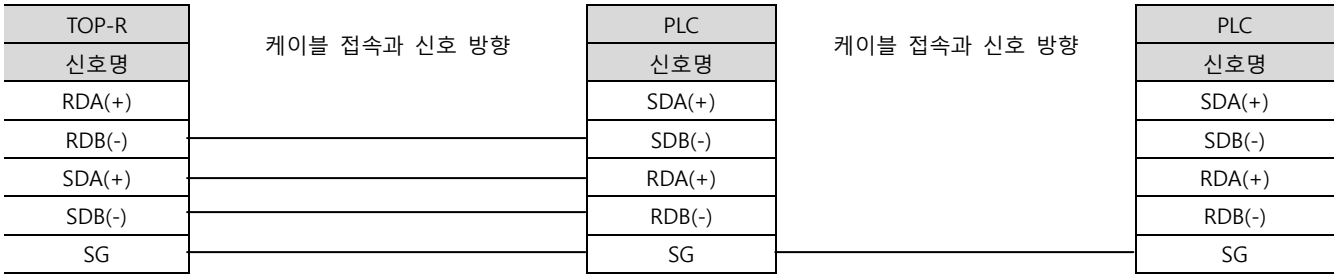 TOP-R 케이블 접속과 신호 방향 PLC 케이블 접속과 신호 방향 PLC
신호명 신호명 신호명
RDA(+) SDA(+) SDA(+)
RDB(-) SDB(-) SDB(-)
SDA(+) RDA(+) RDA(+)
SDB(-) RDB(-) RDB(-)
SG SG SG